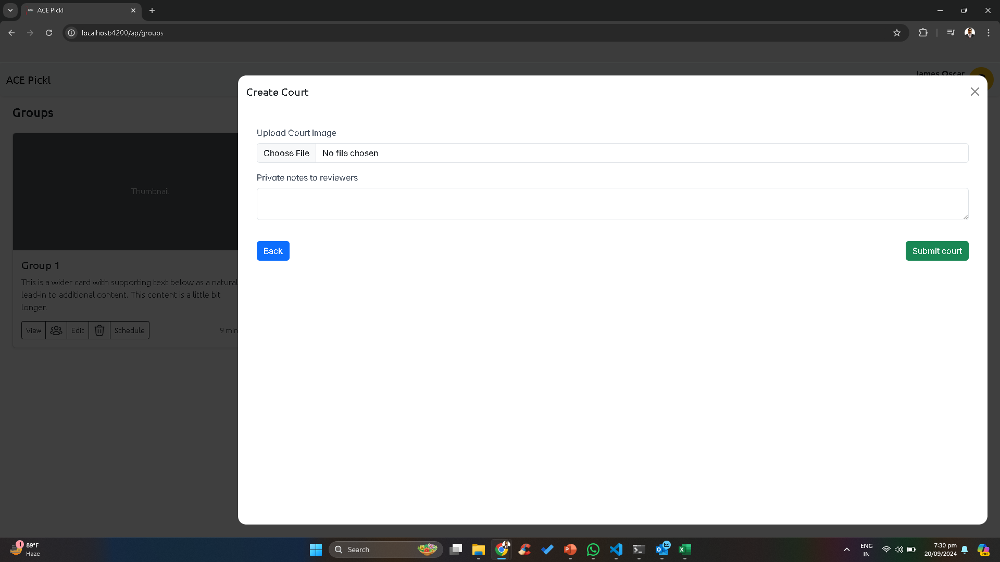 ACE Pickl
localhost:4200/ap/groups
ACE Pickl
James Oscar
Groups
Create Court
Upload Court Image
Choose File No file chosen
Private notes to reviewers
Back
Submit court
Thumbnail
Group 1
This is a wider card with supporting text below as a natural
lead-in to additional content. This content is a little bit
longer.
View
Edit
Schedule
9 min
1
89°F
Haze
Search
ENG
IN
7:30 pm
20/09/2024
PRE